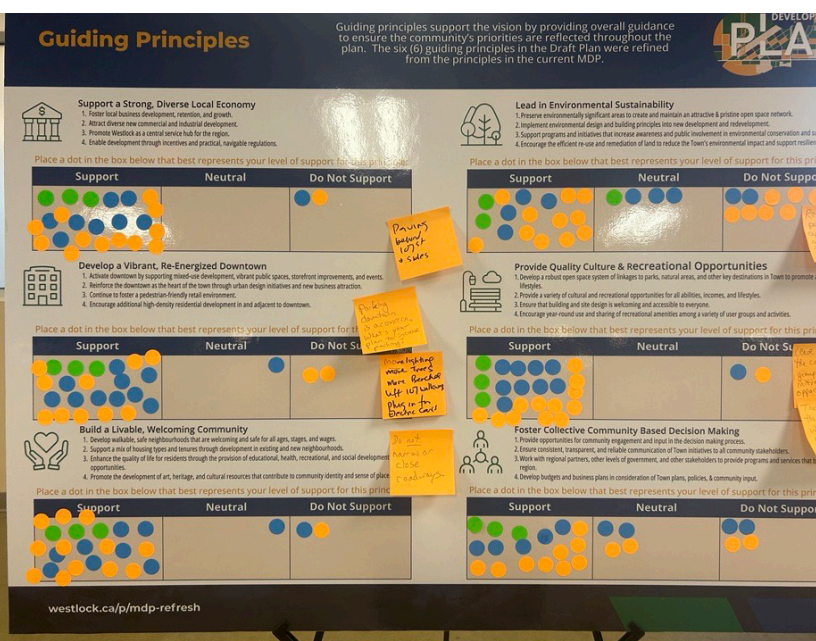 Guiding Principles
Guiding principles support the vision by providing overall guidance
to ensure the community's priorities are reflected throughout the
plan. The six (6) guiding principles in the Draft Plan were refined
from the principles in the current MDP.
DEVELOP
PLA
Support a Strong, Diverse Local Economy
1. Foster local business development, retention, and growth.
2. Attract diverse new commercial and industrial development.
3. Promote Westlock as a central service hub for the region.
4. Enable development through incentives and practical, navigable regulations.
Place a dot in the box below that best represents your level of support for this principle:
Support Neutral Do Not Support
Lead in Environmental Sustainability
1. Preserve environmentally significant areas to create and maintain an attractive & pristine open space network.
2. Implement environmental design and building principles into new development and redevelopment.
3. Support programs and initiatives that increase awareness and public involvement in environmental conservation and
4. Encourage the efficient re-use and remediation of land to reduce the Town's environmental impact and support
Place a dot in the box below that best represents your level of support for this pri
Support Neutral Do Not Suppo
Paving
behind
107 st
+ sides
Develop a Vibrant, Re-Energized Downtown
1. Activate downtown by supporting mixed-use development, vibrant public spaces, storefront improvements, and events.
2. Reinforce the downtown as the heart of the town through urban design initiatives and new business attraction.
3. Continue to foster a pedestrian-friendly retail environment.
4. Encourage additional high-density residential development in and adjacent to downtown.
Place a dot in the box below that best represents your level of support for
Support Neutral Do Not
Parking
downtown
plan
parking
more lighting
more Trees
More Benches
Lift 107 walking
plug in for
Electric cars
Provide Quality Culture & Recreational Opportunities
1. Develop a robust open space system of linkages to parks, natural areas, and other key destinations in Town to promote
lifestyles.
2. Provide a variety of cultural and recreational opportunities for all abilities, incomes, and lifestyles.
3. Ensure that building and site design is welcoming and accessible to everyone.
4. Encourage year-round use and sharing of recreational amenities among a variety of user groups and activities.
Place a dot in the box below that best represents your level of support for this pri
Support Neutral Do Not Su
Build a Livable, Welcoming Community
1. Develop walkable, safe neighbourhoods that are welcoming and safe for all ages, stages, and wages.
2. Support a mix of housing types and tenures through development in existing and new neighbourhoods.
3. Enhance the quality of life for residents through the provision of educational, health, recreational, and social development
opportunities.
4. Promote the development of art, heritage, and cultural resources that contribute to community identity and sense of place
Place a dot in the box below that best represents your level of support for this princ
Support Neutral Do Not Support
Do not
narrow or
close
roadways.
Foster Collective Community Based Decision Making
1. Provide opportunities for community engagement and input in the decision making process.
2. Ensure consistent, transparent, and reliable communication of Town initiatives to all community stakeholders.
3. Work with regional partners, other levels of government, and other stakeholders to provide programs and services that
region.
4. Develop budgets and business plans in consideration of Town plans, policies, & community input.
Place a dot in the box below that best represents your level of support for this pri
Support Neutral Do Not Suppo
westlock.ca/p/mdp-refresh